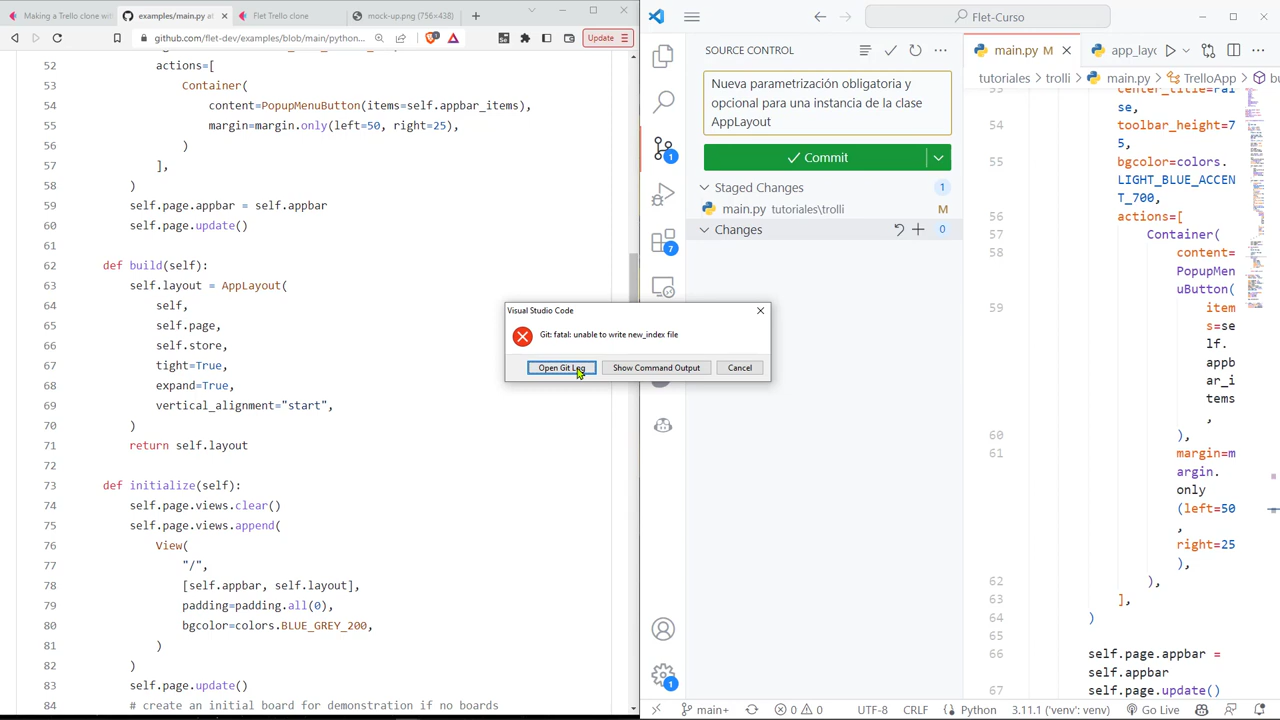 Making a Trello clone with
examples/main.py at
Flet Trello clone
mock-up.png (756×438)
github.com/flet-dev/examples/blob/main/python...
Update
52 actions=[
53 Container(
54 content=PopupMenuButton(items=self.appbar_items),
55 margin=margin.only(left=50, right=25),
56 )
57 ],
58 )
59 self.page.appbar = self.appbar
60 self.page.update()
61
62 def build(self):
63 self.layout = AppLayout(
64 self,
65 self.page,
66 self.store,
67 tight=True,
68 expand=True,
69 vertical_alignment="start",
70 )
71 return self.layout
72
73 def initialize(self):
74 self.page.views.clear()
75 self.page.views.append(
76 View(
77 "/",
78 [self.appbar, self.layout],
79 padding=padding.all(0),
80 bgcolor=colors.BLUE_GREY_200,
81 )
82 )
83 self.page.update()
84 # create an initial board for demonstration if no boards
Visual Studio Code
Git: fatal: unable to write new_index file
Open Git Log
Show Command Output
Cancel
Flet-Curso
SOURCE CONTROL
Nueva parametrización obligatoria y
opcional para una instancia de la clase
AppLayout
Commit
Staged Changes 1
main.py tutoriales\trolli M
Changes 0
1
7
1
main.py M
app_layo
tutoriales > trolli > main.py > TrelloApp >
53 center_title=Fal
se,
54 toolbar_height=7
5,
55 bgcolor=colors.
LIGHT_BLUE_ACCEN
T_700,
56 actions=[
57 Container(
58 content=
PopupMen
uButton(
59 item
s=se
lf.
appb
ar_i
tems
,
60 ),
61 margin=m
argin.
only
(left=50
,
right=25
),
62 ),
63 ],
64 )
65
66 self.page.appbar =
self.appbar
67 self.page.update()
main+
0 0
UTF-8
CRLF
Python
3.11.1 ('venv': venv)
Go Live